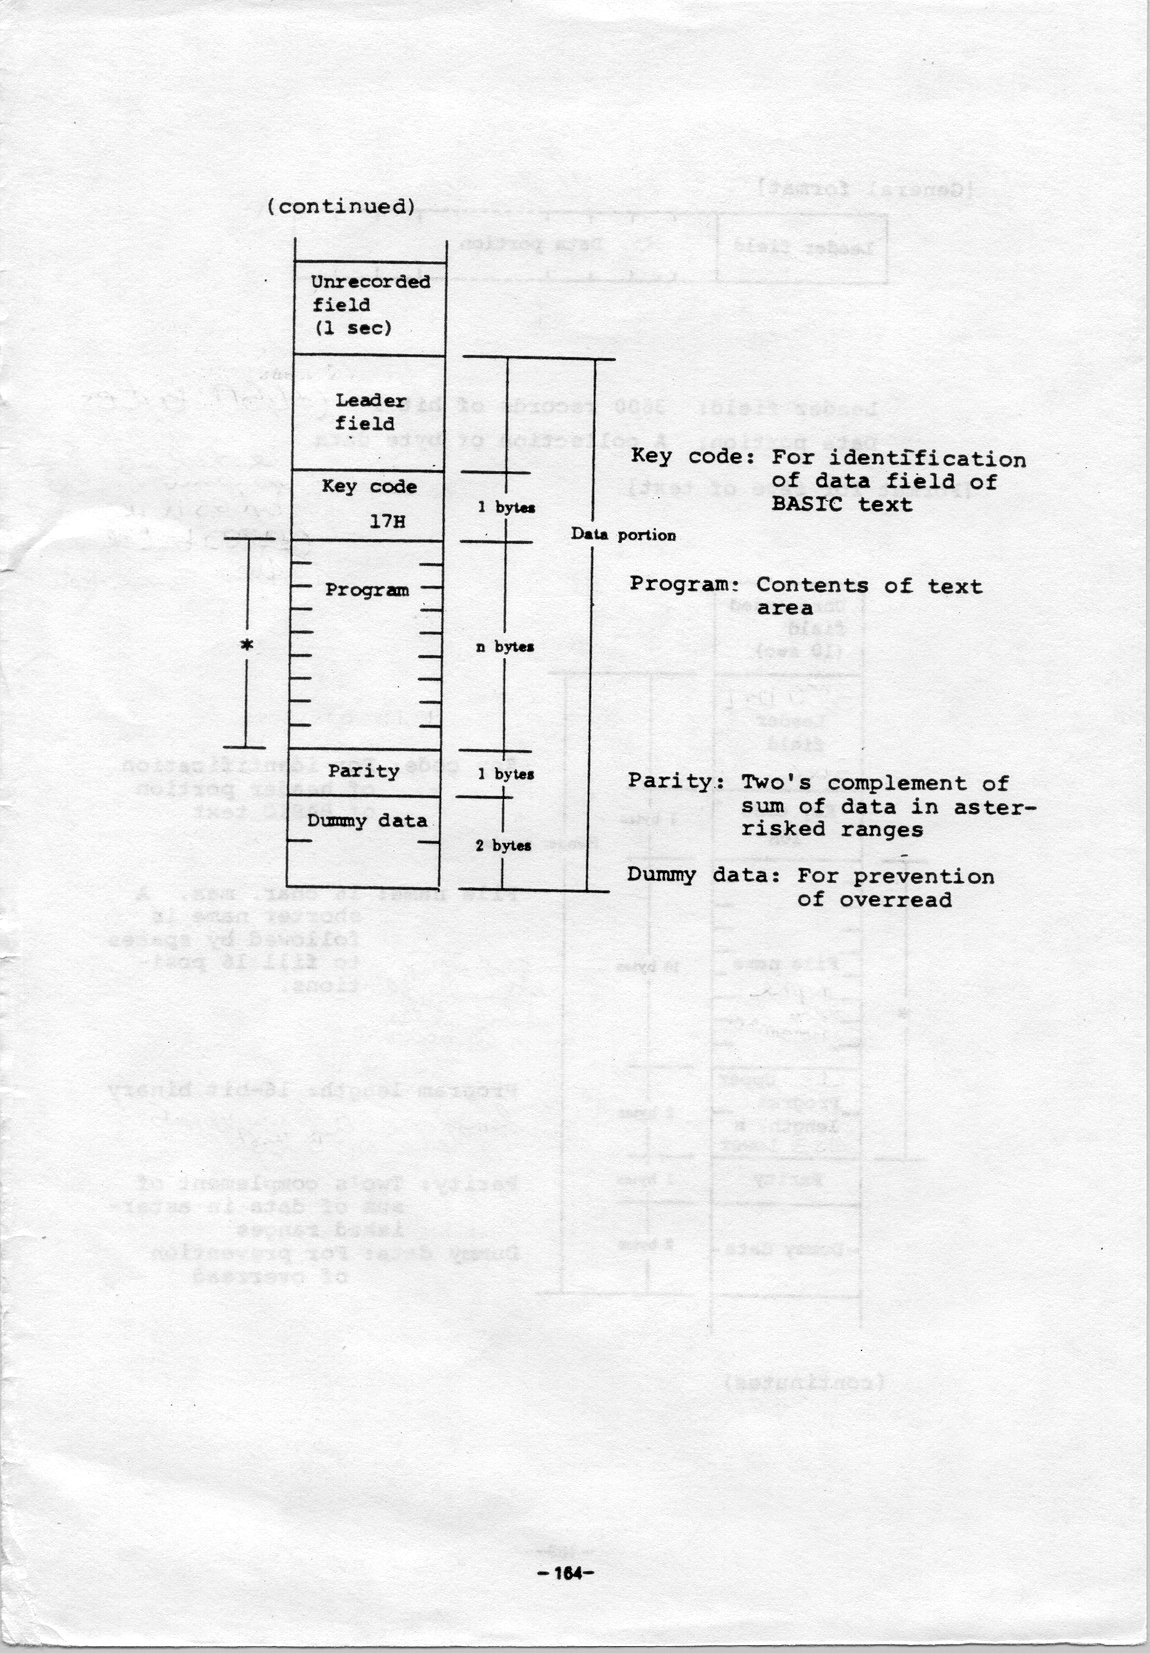 (continued)
Unrecorded
field
(1 sec)
Leader
field
Key code
17H
1 bytes
Data portion
Program
*
n bytes
Parity
1 bytes
Dummy data
2 bytes
Key code: For identification
of data field of
BASIC text
Program: Contents of text
area
Parity: Two's complement of
sum of data in aster-
risked ranges
Dummy data: For prevention
of overread
-164-